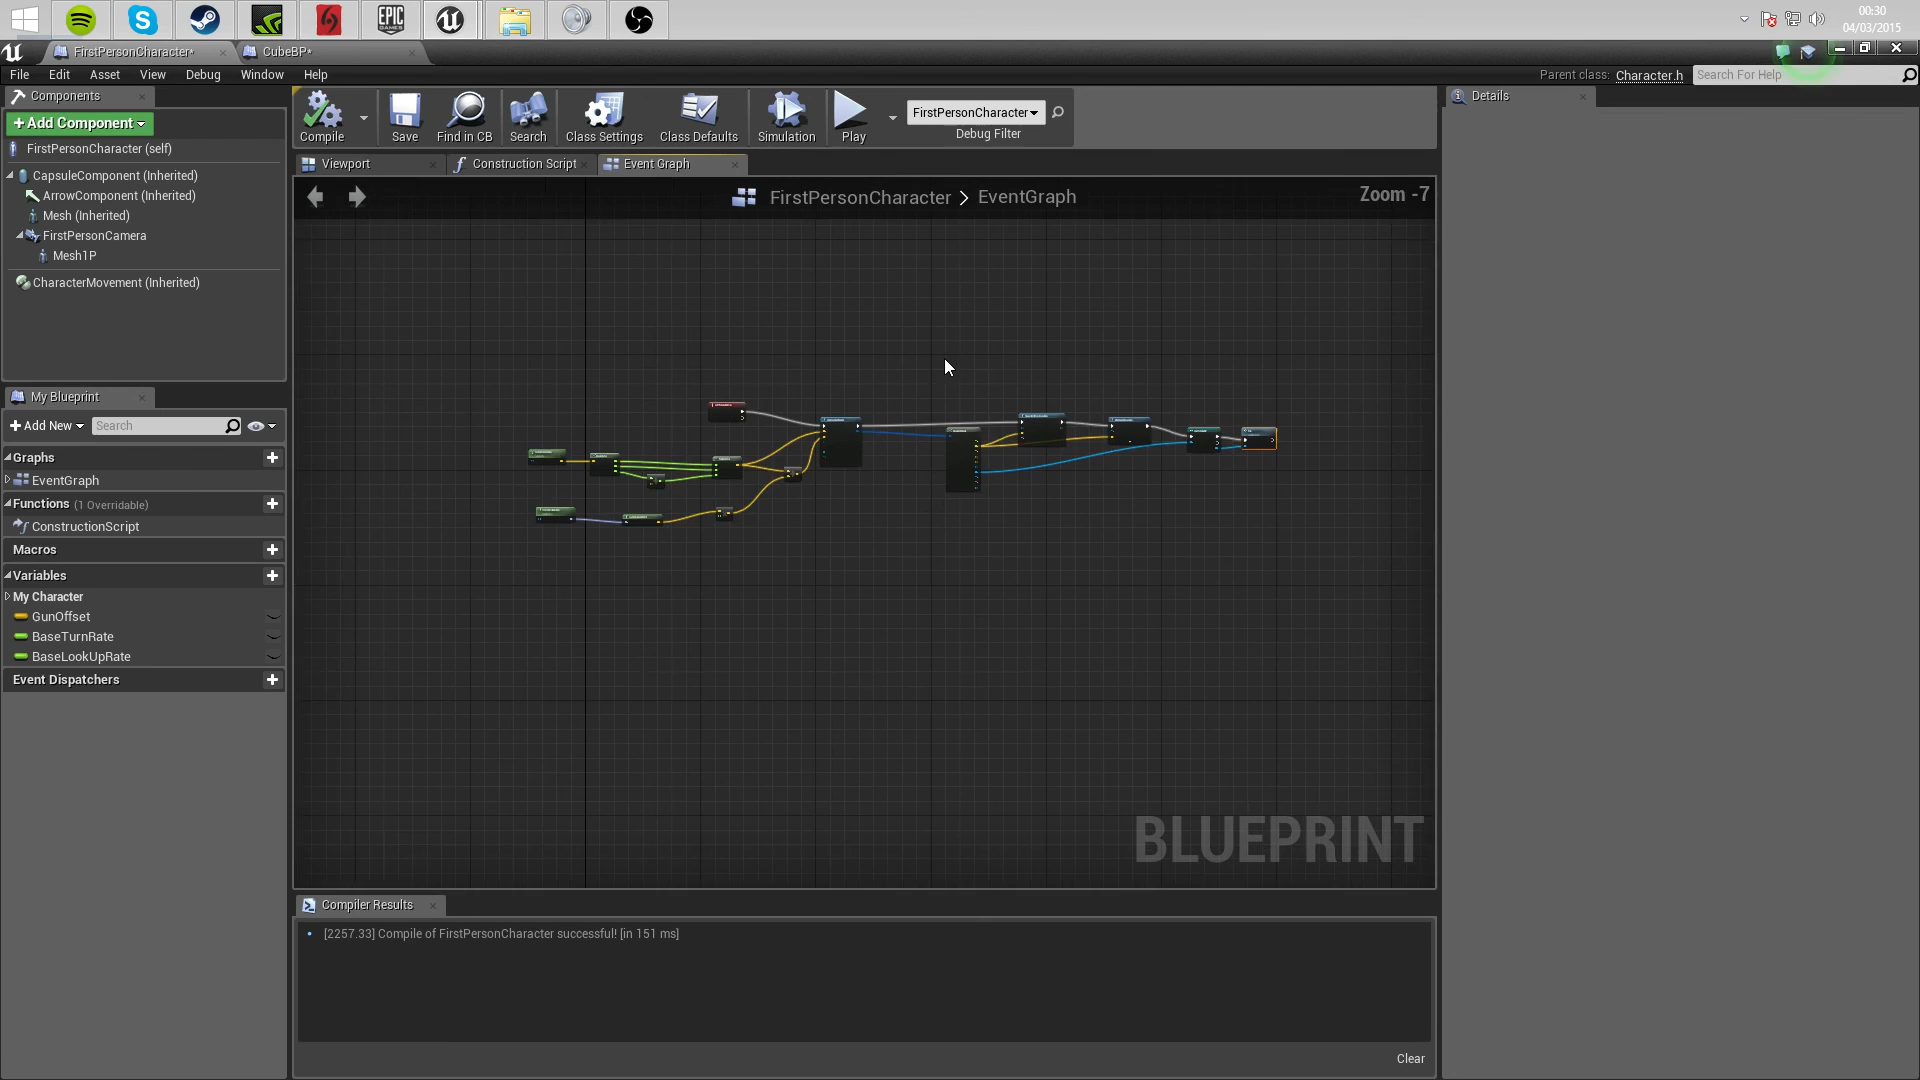 EPIC
GAMES
00:30
04/03/2015
FirstPersonCharacter*
CubeBP*
File Edit Asset View Debug Window Help
Parent class: Character.h
Search For Help
Components
+Add Component
FirstPersonCharacter (self)
CapsuleComponent (Inherited)
ArrowComponent (Inherited)
Mesh (Inherited)
FirstPersonCamera
Mesh1P
CharacterMovement (Inherited)
Compile
Save
Find in CB
Search
Class Settings
Class Defaults
Simulation
Play
FirstPersonCharacter
Debug Filter
Details
Viewport
Construction Script
Event Graph
FirstPersonCharacter > EventGraph
Zoom -7
My Blueprint
+Add New
Search
Graphs
EventGraph
Functions (1 Overridable)
ConstructionScript
Macros
Variables
My Character
GunOffset
BaseTurnRate
BaseLookUpRate
Event Dispatchers
BLUEPRINT
Compiler Results
[2257.33] Compile of FirstPersonCharacter successful! [in 151 ms]
Clear